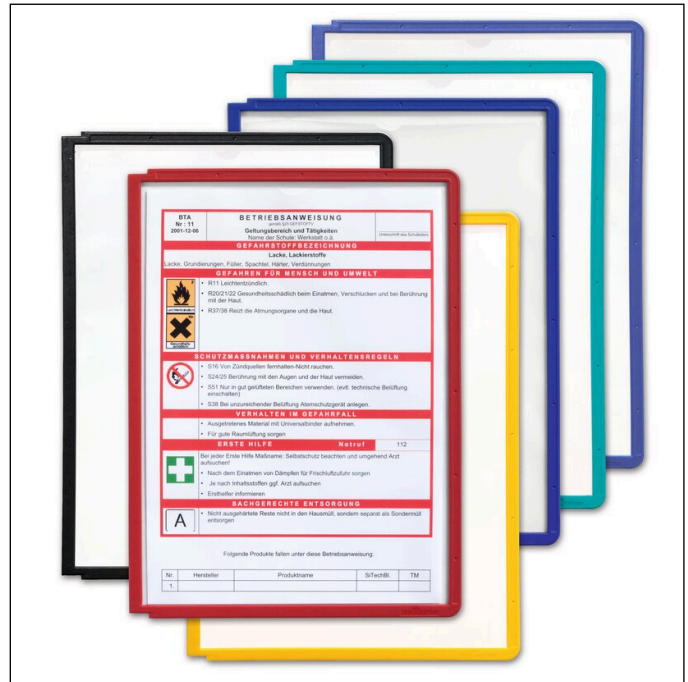 BTA
Nr : 11
2001-12-06
BETRIEBSANWEISUNG
gemäß §20 GEFSTOFFV
Geltungsbereich und Tätigkeiten
Name der Schule: Werkstatt o.ä.
Unterschrift des Schulleiters
GEFAHRSTOFFBEZEICHNUNG
Lacke, Lackierstoffe
Lacke, Grundierungen, Füller, Spachtel, Härter, Verdünnungen
GEFAHREN FÜR MENSCH UND UMWELT
Leichtentzündlich
Gesundheits-
schädlich
• R11 Leichtentzündlich.
• R20/21/22 Gesundheitsschädlich beim Einatmen, Verschlucken und bei Berührung
mit der Haut.
• R37/38 Reizt die Atmungsorgane und die Haut.
SCHUTZMASSNAHMEN UND VERHALTENSREGELN
• S16 Von Zündquellen fernhalten-Nicht rauchen.
• S24/25 Berührung mit den Augen und der Haut vermeiden.
• S51 Nur in gut gelüfteten Bereichen verwenden. (evtl. technische Belüftung
einschalten)
• S38 Bei unzureichender Belüftung Atemschutzgerät anlegen.
VERHALTEN IM GEFAHRFALL
• Ausgetretenes Material mit Universalbinder aufnehmen.
• Für gute Raumlüftung sorgen
ERSTE HILFE Notruf 112
Bei jeder Erste Hilfe Maßname: Selbstschutz beachten und umgehend Arzt
aufsuchen!
• Nach dem Einatmen von Dämpfen für Frischluftzufuhr sorgen
• Je nach Inhaltsstoffen ggf. Arzt aufsuchen
• Ersthelfer informieren
SACHGERECHTE ENTSORGUNG
A
• Nicht ausgehärtete Reste nicht in den Hausmüll, sondern separat als Sondermüll
entsorgen
Folgende Produkte fallen unter diese Betriebsanweisung:
Nr. Hersteller Produktname SiTechBl. TM
1.